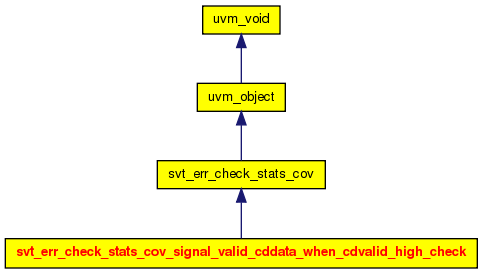 uvm_void
uvm_object
svt_err_check_stats_cov
svt_err_check_stats_cov_signal_valid_cddata_when_cdvalid_high_check